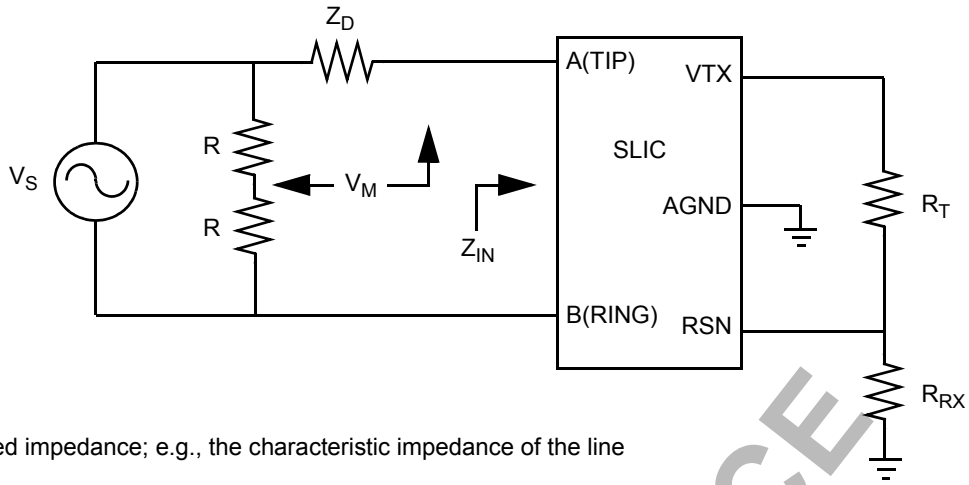 Z_D
A(TIP)
VTX
R
SLIC
V_S
V_M
R_T
AGND
R
Z_IN
B(RING)
RSN
R_RX
ed impedance; e.g., the characteristic impedance of the line
CE